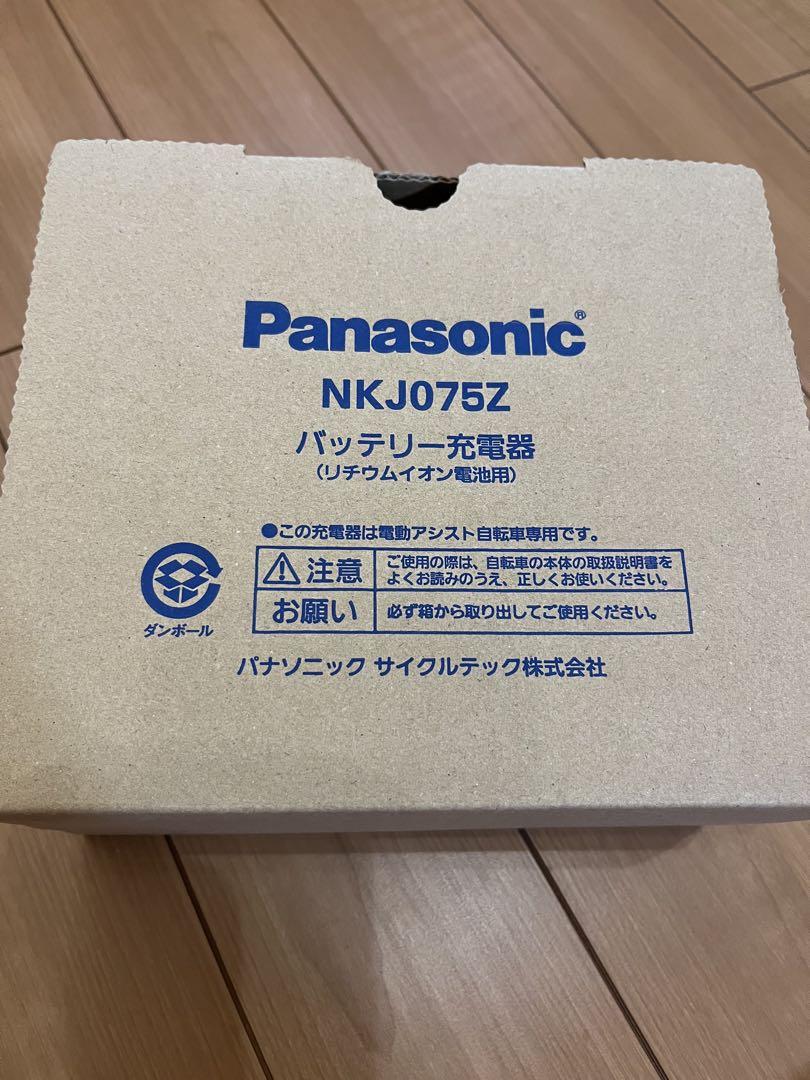 Panasonic®
NKJ075Z
バッテリー充電器
(リチウムイオン電池用)
●この充電器は電動アシスト自転車専用です。
注意
ご使用の際は、自転車の本体の取扱説明書を
よくお読みのうえ、正しくお使いください。
お願い
必ず箱から取り出してご使用ください。
ダンボール
パナソニック サイクルテック株式会社